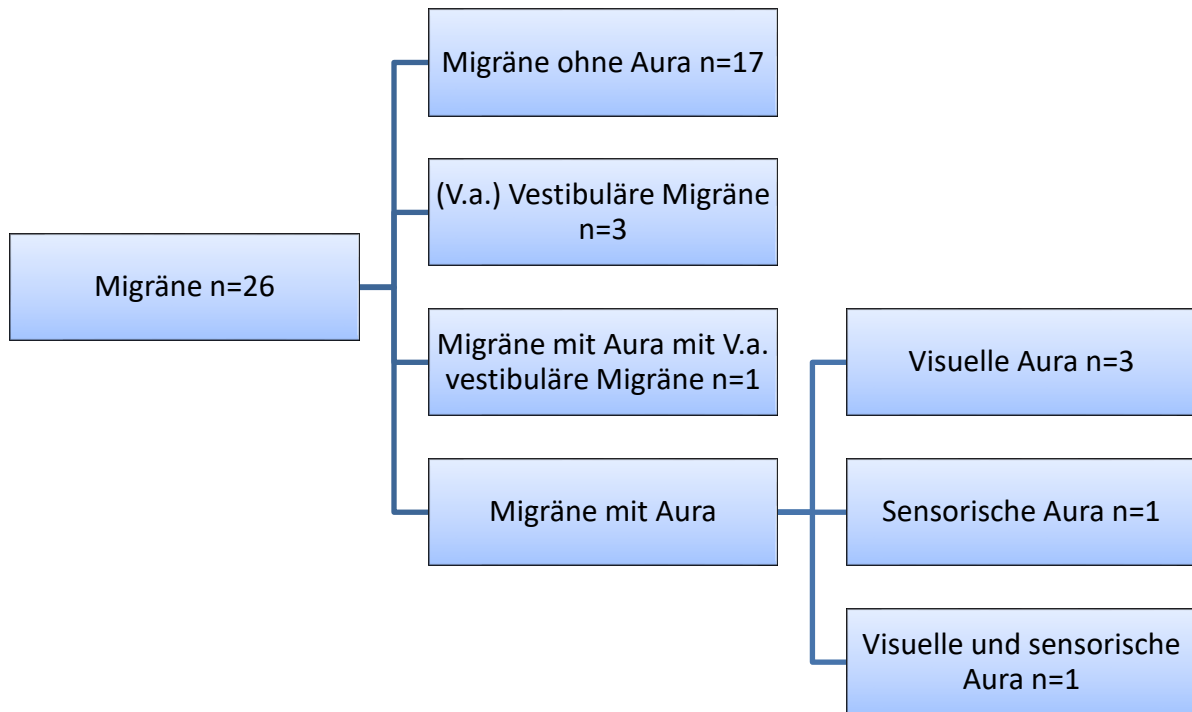 Migräne n=26
Migräne ohne Aura n=17
(V.a.) Vestibuläre Migräne
n=3
Migräne mit Aura mit V.a.
vestibuläre Migräne n=1
Migräne mit Aura
Visuelle Aura n=3
Sensorische Aura n=1
Visuelle und sensorische
Aura n=1